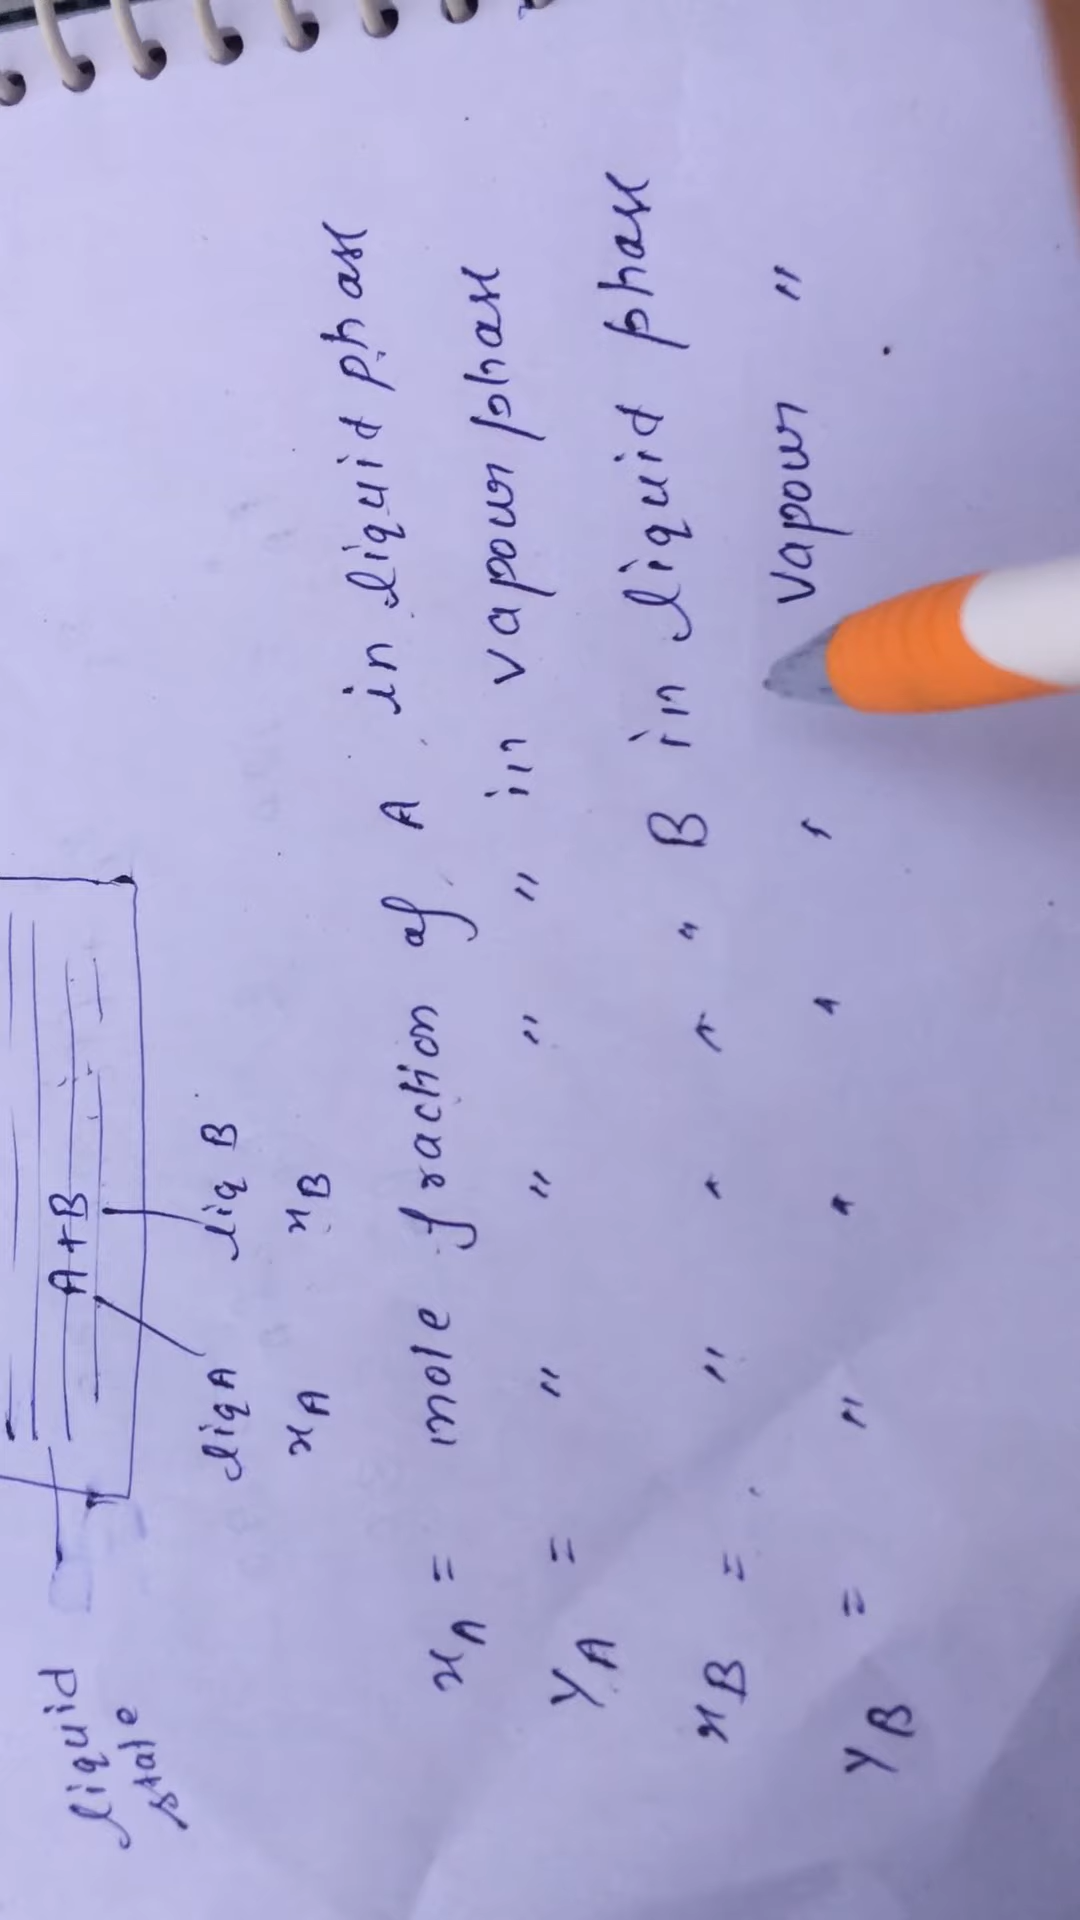 A+B
liquid
state
liq A liq B
xA xB
xA = mole fraction of A in liquid phase
YA = " " " " in vapour phase
xB = " " " " B in liquid phase
YB = " " " ' vapour "